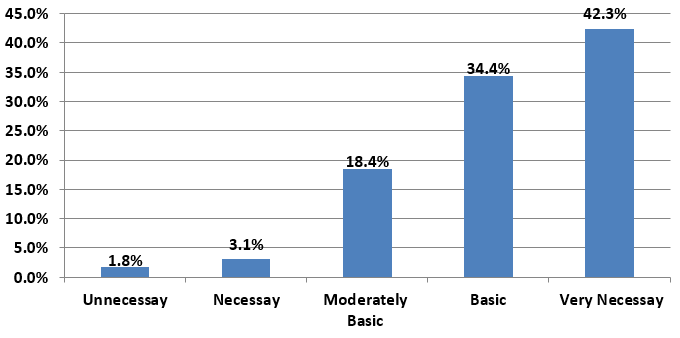 45.0%
40.0%
35.0%
30.0%
25.0%
20.0%
15.0%
10.0%
5.0%
0.0%
1.8%
3.1%
18.4%
34.4%
42.3%
Unnecessay
Necessay
Moderately
Basic
Basic
Very Necessay